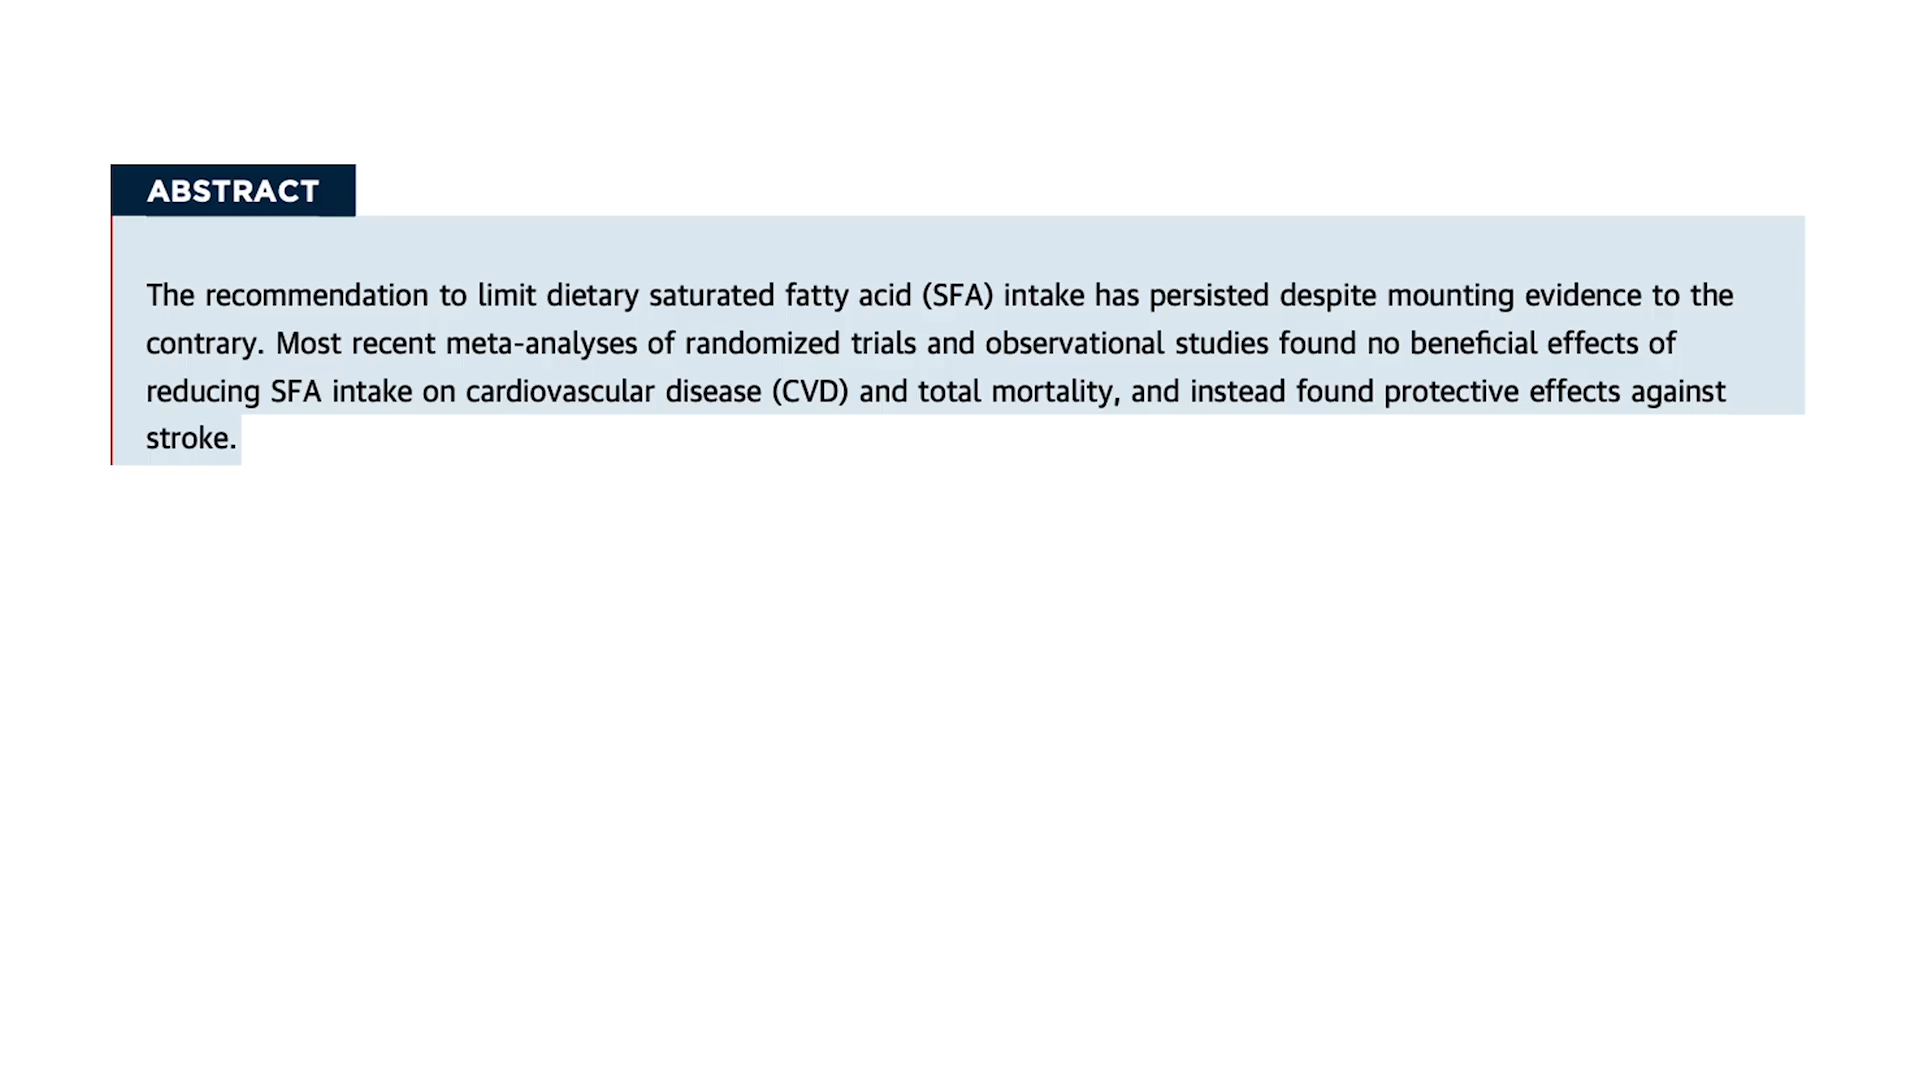 ABSTRACT
The recommendation to limit dietary saturated fatty acid (SFA) intake has persisted despite mounting evidence to the
contrary. Most recent meta-analyses of randomized trials and observational studies found no beneficial effects of
reducing SFA intake on cardiovascular disease (CVD) and total mortality, and instead found protective effects against
stroke.